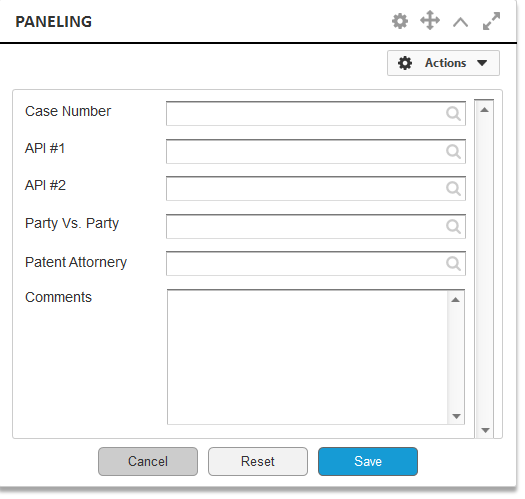 PANELING
Actions
Case Number
API #1
API #2
Party Vs. Party
Patent Attornery
Comments
Cancel
Reset
Save